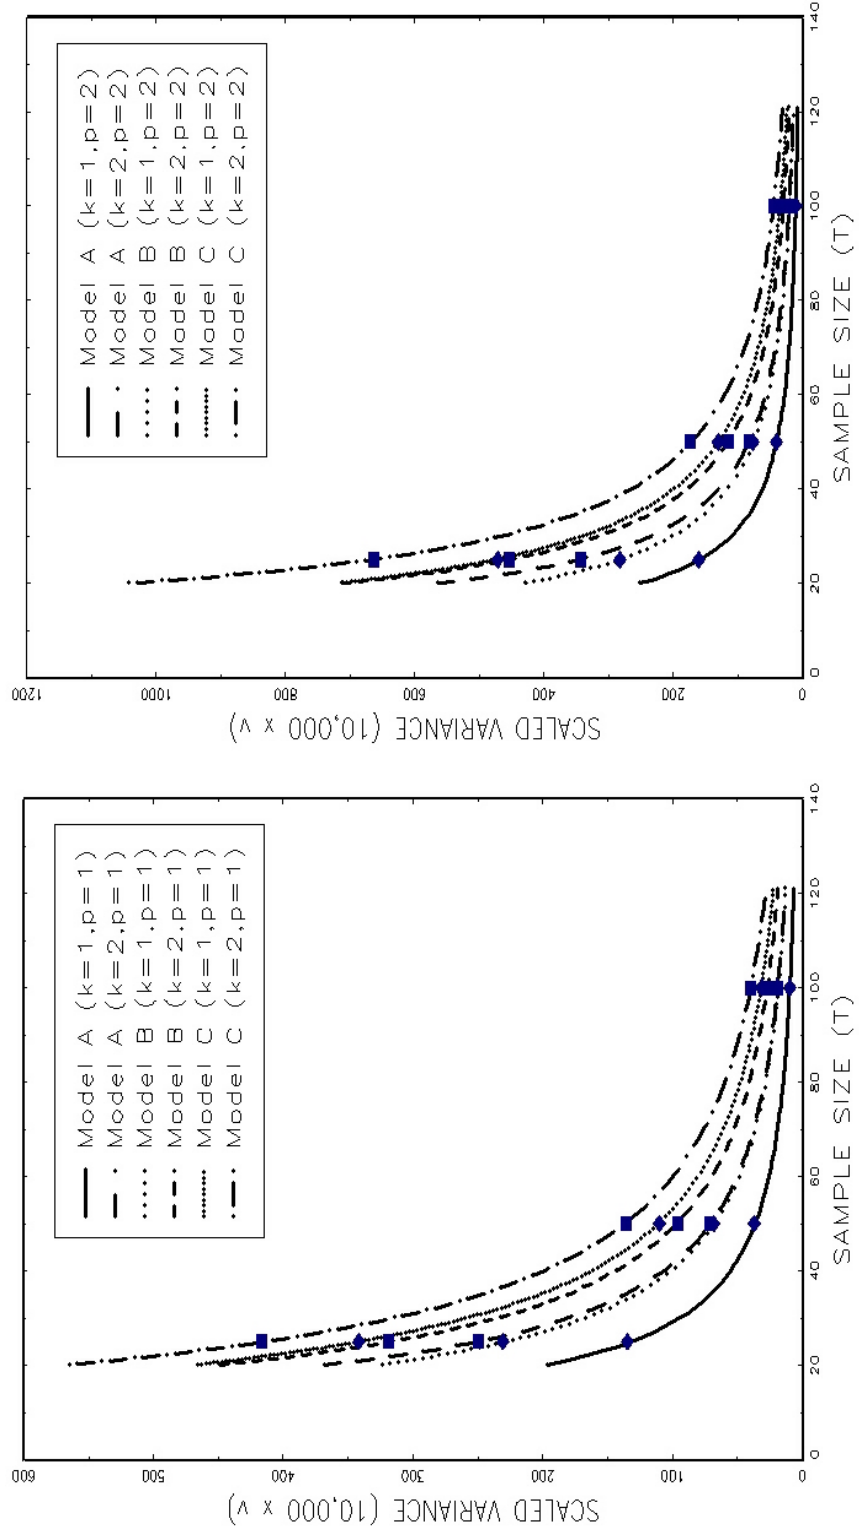 Model A (k=1,p=1)
Model A (k=2,p=1)
Model B (k=1,p=1)
Model B (k=2,p=1)
Model C (k=1,p=1)
Model C (k=2,p=1)
SCALED VARIANCE (10,000 x v)
600
500
400
300
200
100
0
0
20
40
60
80
100
120
140
SAMPLE SIZE (T)
Model A (k=1,p=2)
Model A (k=2,p=2)
Model B (k=1,p=2)
Model B (k=2,p=2)
Model C (k=1,p=2)
Model C (k=2,p=2)
SCALED VARIANCE (10,000 x v)
1200
1000
800
600
400
200
0
0
20
40
60
80
100
120
140
SAMPLE SIZE (T)